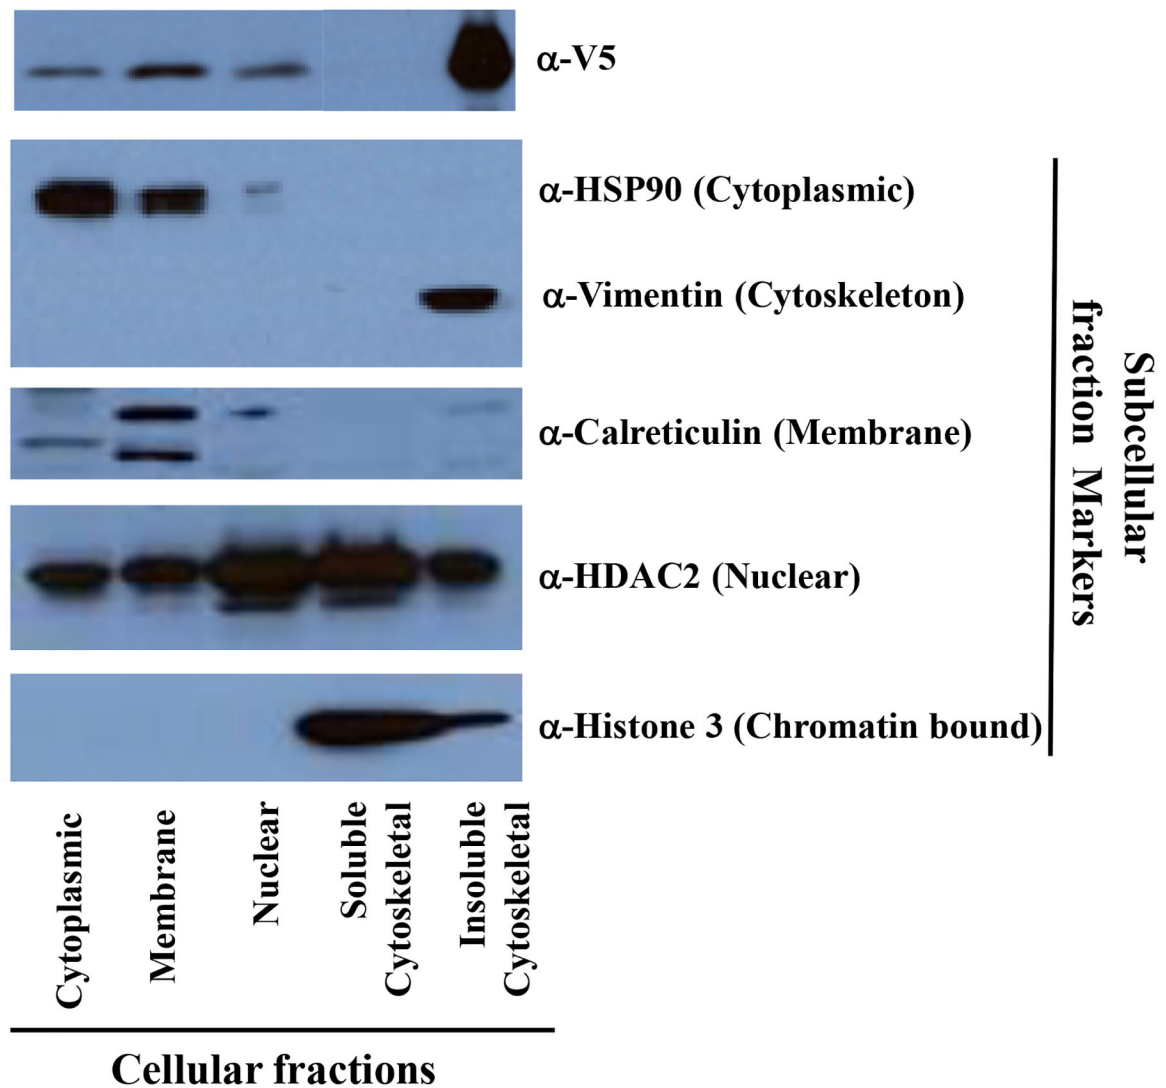 α-V5
α-HSP90 (Cytoplasmic)
α-Vimentin (Cytoskeleton)
α-Calreticulin (Membrane)
α-HDAC2 (Nuclear)
α-Histone 3 (Chromatin bound)
Subcellular
fraction Markers
Cytoplasmic
Membrane
Nuclear
Soluble
Cytoskeletal
Insoluble
Cytoskeletal
Cellular fractions